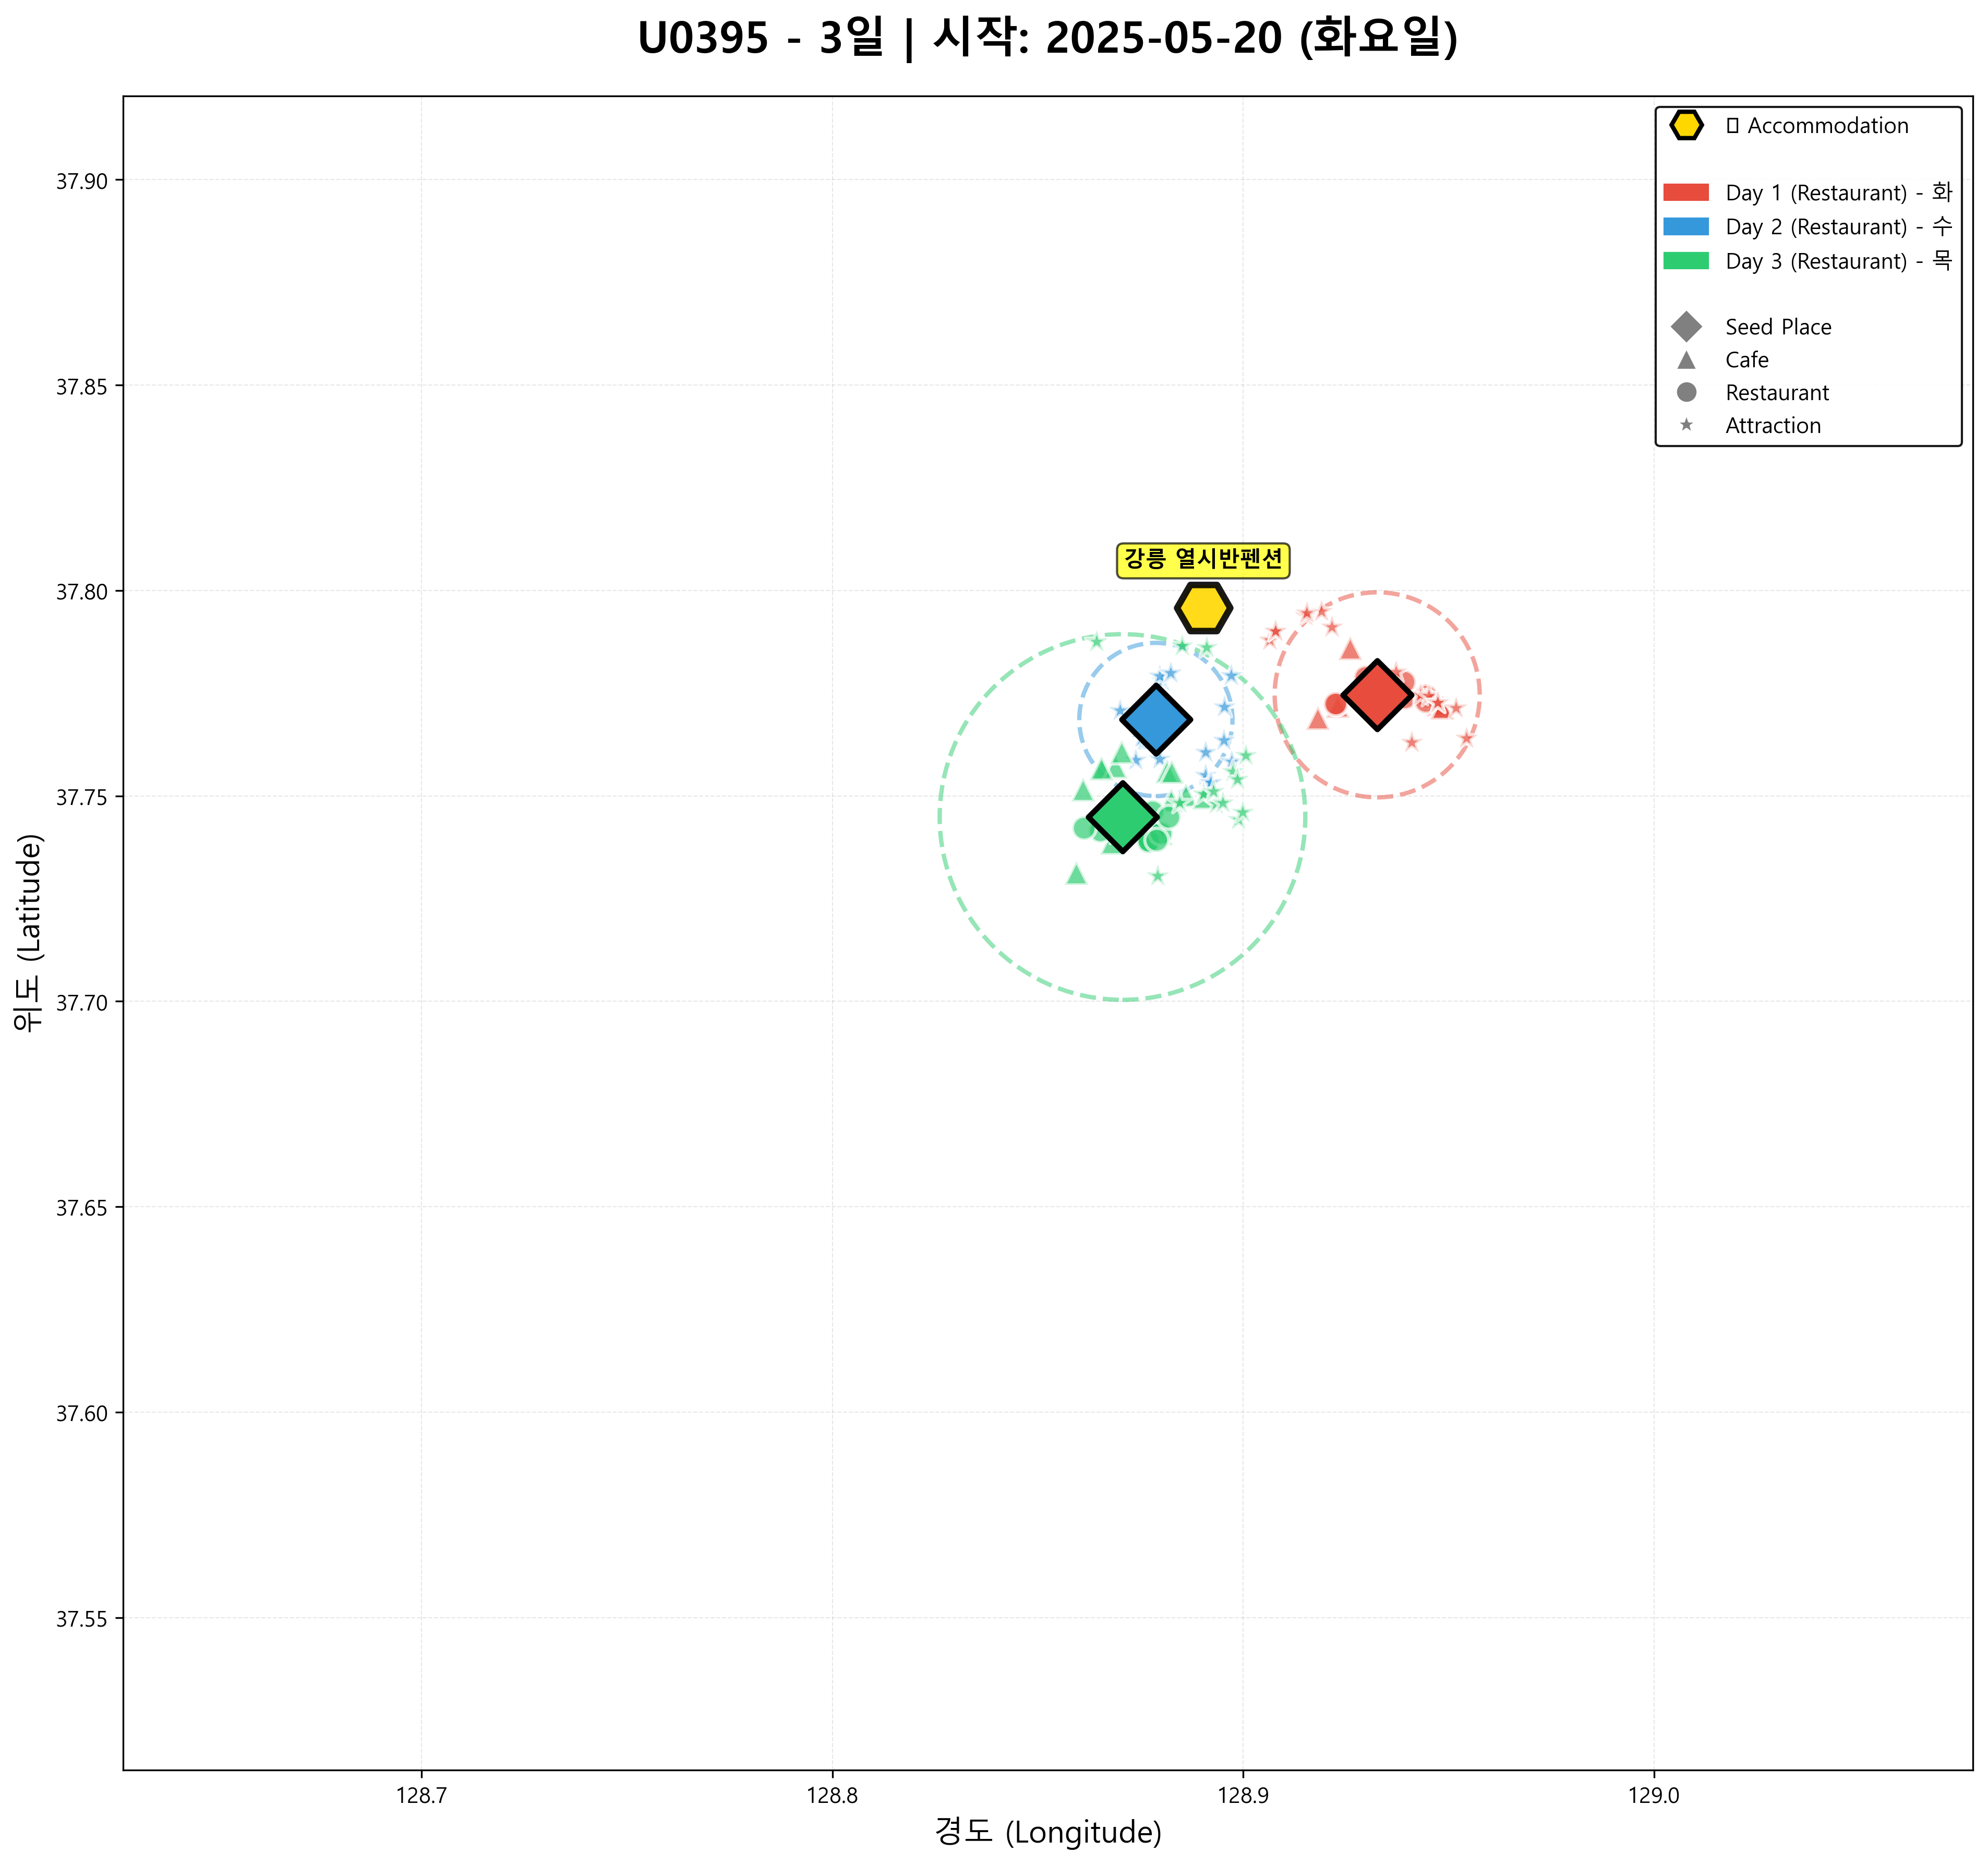 U0395 - 3일 | 시작: 2025-05-20 (화요일)
Accommodation
Day 1 (Restaurant) - 화
Day 2 (Restaurant) - 수
Day 3 (Restaurant) - 목
Seed Place
Cafe
Restaurant
Attraction
강릉 열시반펜션
37.90
37.85
37.80
37.75
37.70
37.65
37.60
37.55
위도 (Latitude)
128.7
128.8
128.9
129.0
경도 (Longitude)